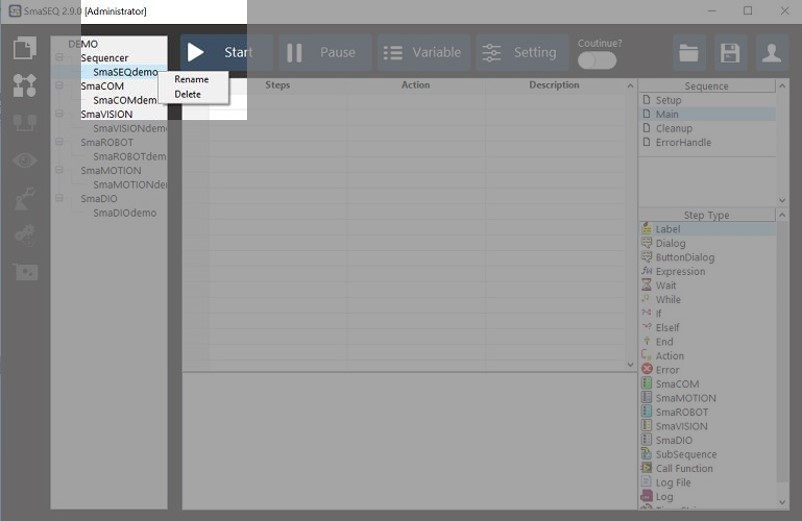 SmaSEQ 2.9.0 [Administrator]
Start
Pause
Variable
Setting
Coutinue?
DEMO
Sequencer
SmaSEQdemo
SmaCOM
SmaCOMdem
SmaVISION
SmaVISIONdem
SmaROBOT
SmaROBOTdem
SmaMOTION
SmaMOTIONde
SmaDIO
SmaDIOdemo
Rename
Delete
Steps Action Description
Sequence
Setup
Main
Cleanup
ErrorHandle
Step Type
Label
Dialog
ButtonDialog
Expression
Wait
While
If
ElseIf
End
Action
Error
SmaCOM
SmaMOTION
SmaROBOT
SmaVISION
SmaDIO
SubSequence
Call Function
Log File
Log